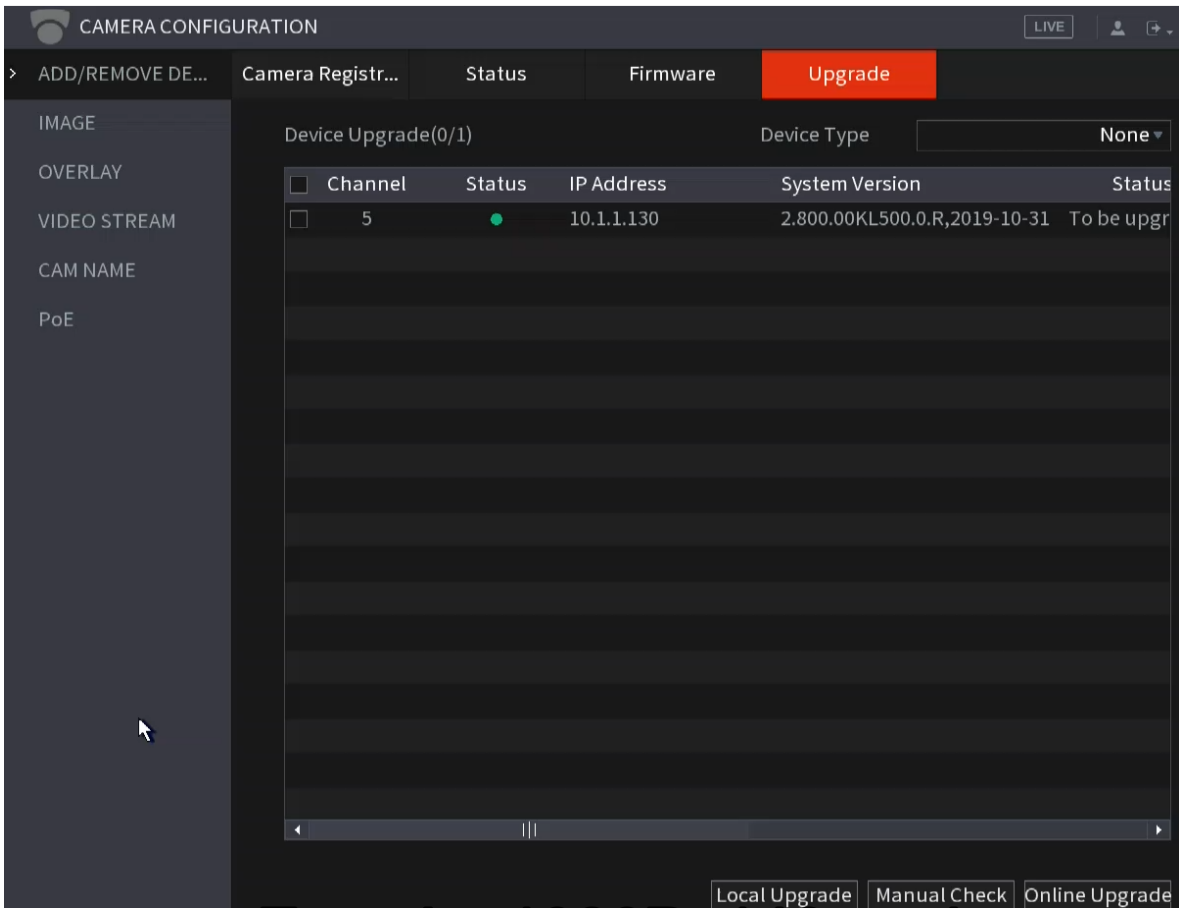 CAMERA CONFIGURATION LIVE
> ADD/REMOVE DE... Camera Registr... Status Firmware Upgrade
IMAGE
OVERLAY
VIDEO STREAM
CAM NAME
PoE
Device Upgrade(0/1) Device Type None
Channel Status IP Address System Version Status
5 10.1.1.130 2.800.00KL500.0.R,2019-10-31 To be upgr
Local Upgrade Manual Check Online Upgrade